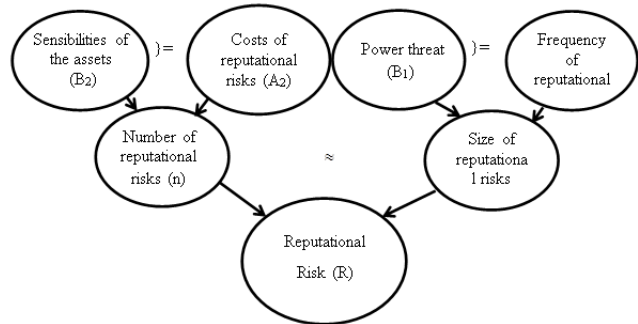 Sensibilities of
the assets
(B2)
}=
Costs of
reputational
risks (A2)
Power threat
(B1)
}=
Frequency
of
reputational
Number of
reputational
risks (n)
≈
Size of
reputationa
l risks
Reputational
Risk (R)